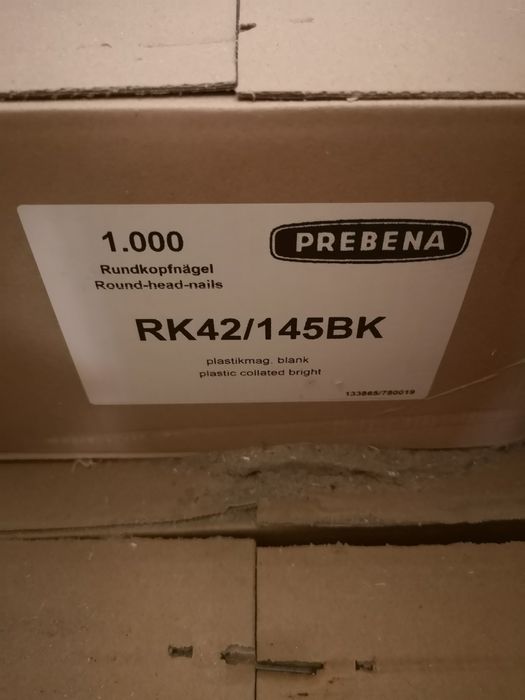 1.000
PREBENA
Rundkopfnägel
Round-head-nails
RK42/145BK
plastikmag. blank
plastic collated bright
133865/780019